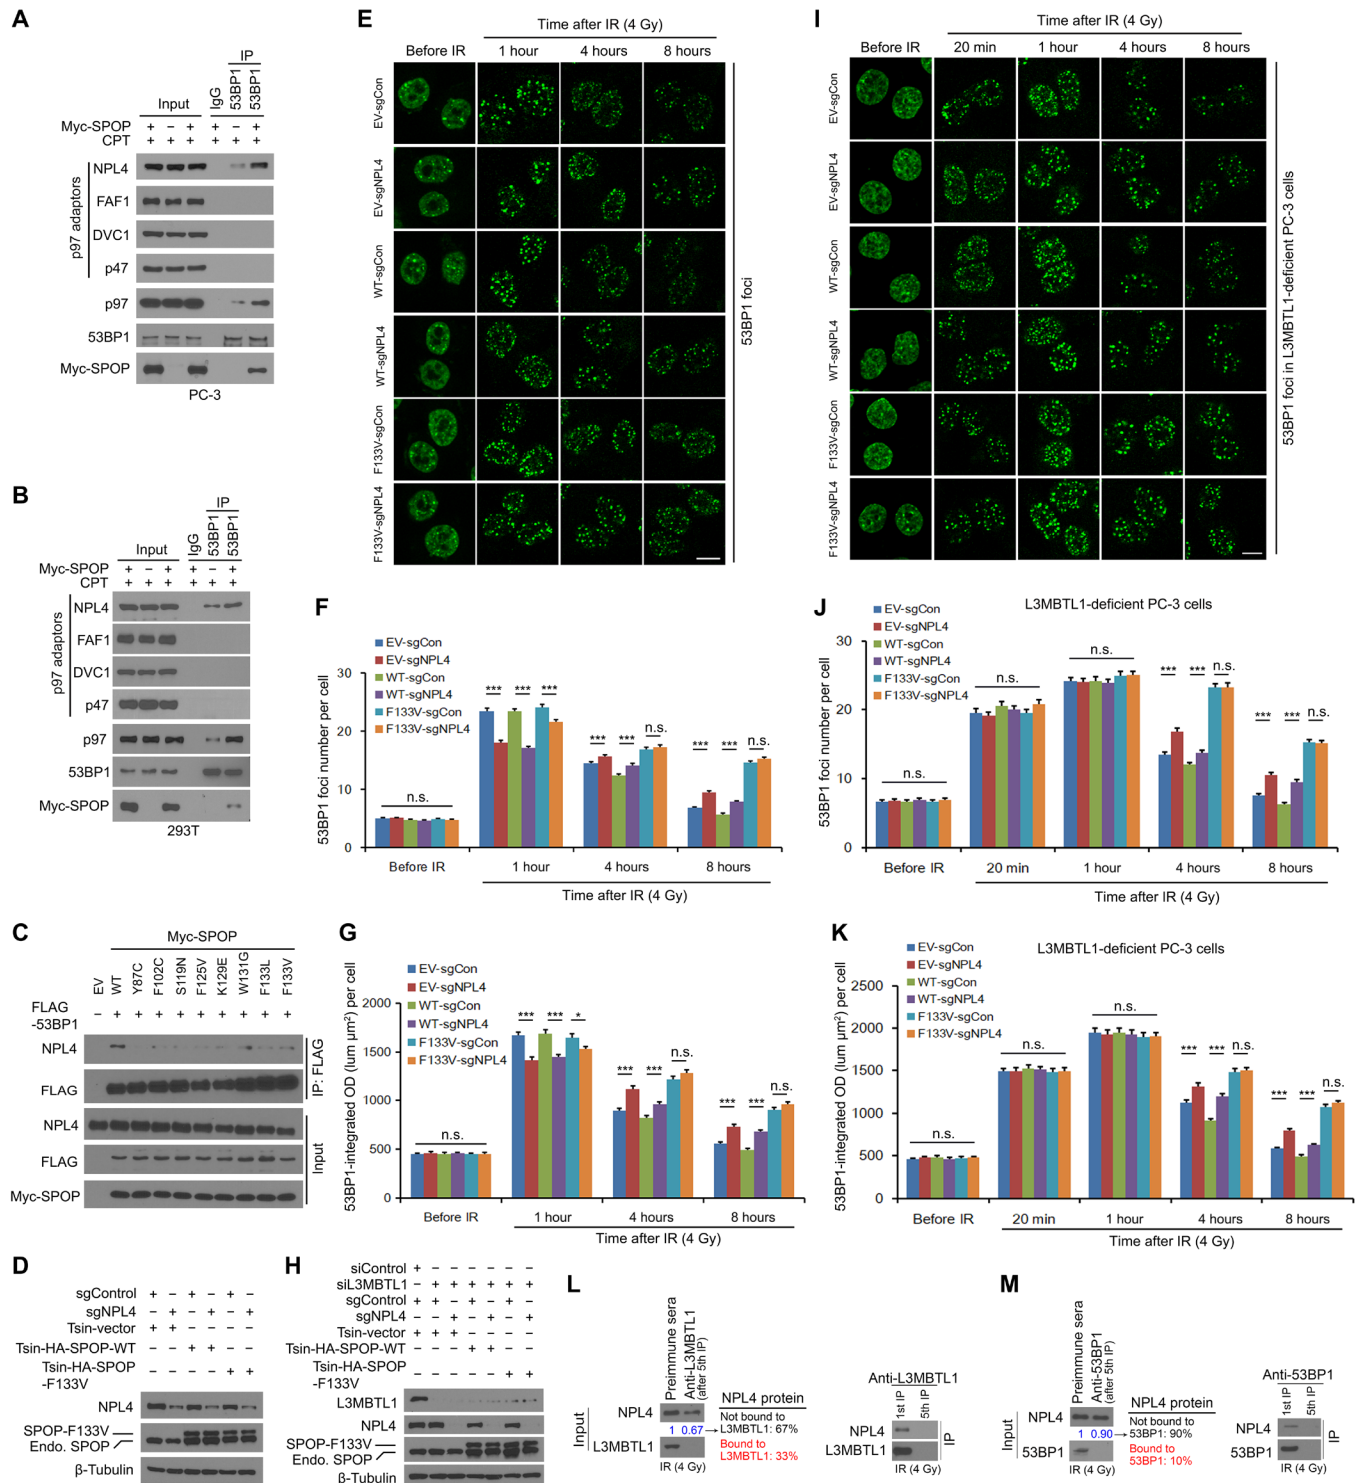 A
IP
Input
IgG
53BP1
53BP1
Myc-SPOP + – + + – +
CPT + + + + + +
p97 adaptors
NPL4
FAF1
DVC1
p47
p97
53BP1
Myc-SPOP
PC-3
B
IP
Input
IgG
53BP1
53BP1
Myc-SPOP + – + + – +
CPT + + + + + +
p97 adaptors
NPL4
FAF1
DVC1
p47
p97
53BP1
Myc-SPOP
293T
C
Myc-SPOP
EV WT Y87C F102C S119N F125V K129E W131G F133L F133V
FLAG
-53BP1 – + + + + + + + + +
NPL4
FLAG
IP: FLAG
NPL4
FLAG
Myc-SPOP
Input
D
sgControl + – + – + –
sgNPL4 – + – + – +
Tsin-vector + + – – – –
Tsin-HA-SPOP-WT – – + + – –
Tsin-HA-SPOP
-F133V – – – – + +
NPL4
SPOP-F133V
Endo. SPOP
β-Tubulin
E
Time after IR (4 Gy)
Before IR 1 hour 4 hours 8 hours
EV-sgCon
EV-sgNPL4
WT-sgCon
WT-sgNPL4
F133V-sgCon
F133V-sgNPL4
53BP1 foci
F
EV-sgCon
EV-sgNPL4
WT-sgCon
WT-sgNPL4
F133V-sgCon
F133V-sgNPL4
53BP1 foci number per cell
30
20
10
0
n.s.
*** *** ***
*** *** n.s.
*** *** n.s.
Before IR 1 hour 4 hours 8 hours
Time after IR (4 Gy)
G
EV-sgCon
EV-sgNPL4
WT-sgCon
WT-sgNPL4
F133V-sgCon
F133V-sgNPL4
53BP1-integrated OD (lum μm²) per cell
2000
1500
1000
500
0
n.s.
*** *** *
*** *** n.s.
*** *** n.s.
Before IR 1 hour 4 hours 8 hours
Time after IR (4 Gy)
H
siControl + – – – – – –
siL3MBTL1 – + + + + + +
sgControl + + – + – + –
sgNPL4 – – + – + – +
Tsin-vector + + + – – – –
Tsin-HA-SPOP-WT – – – + + – –
Tsin-HA-SPOP
-F133V – – – – – + +
L3MBTL1
NPL4
SPOP-F133V
Endo. SPOP
β-Tubulin
I
Time after IR (4 Gy)
Before IR 20 min 1 hour 4 hours 8 hours
EV-sgCon
EV-sgNPL4
WT-sgCon
WT-sgNPL4
F133V-sgCon
F133V-sgNPL4
53BP1 foci in L3MBTL1-deficient PC-3 cells
J
L3MBTL1-deficient PC-3 cells
EV-sgCon
EV-sgNPL4
WT-sgCon
WT-sgNPL4
F133V-sgCon
F133V-sgNPL4
53BP1 foci number per cell
30
20
10
0
n.s.
n.s.
n.s.
*** *** n.s.
*** *** n.s.
Before IR 20 min 1 hour 4 hours 8 hours
Time after IR (4 Gy)
K
L3MBTL1-deficient PC-3 cells
EV-sgCon
EV-sgNPL4
WT-sgCon
WT-sgNPL4
F133V-sgCon
F133V-sgNPL4
53BP1-integrated OD (lum μm²) per cell
2500
2000
1500
1000
500
0
n.s.
n.s.
n.s.
*** *** n.s.
*** *** n.s.
Before IR 20 min 1 hour 4 hours 8 hours
Time after IR (4 Gy)
L
Preimmune sera
Anti-L3MBTL1
(after 5th IP)
Input
NPL4
1 0.67
L3MBTL1
IR (4 Gy)
NPL4 protein
Not bound to
L3MBTL1: 67%
Bound to
L3MBTL1: 33%
Anti-L3MBTL1
1st IP
5th IP
NPL4
L3MBTL1
IP
IR (4 Gy)
M
Preimmune sera
Anti-53BP1
(after 5th IP)
Input
NPL4
1 0.90
53BP1
IR (4 Gy)
NPL4 protein
Not bound to
53BP1: 90%
Bound to
53BP1: 10%
Anti-53BP1
1st IP
5th IP
NPL4
53BP1
IP
IR (4 Gy)